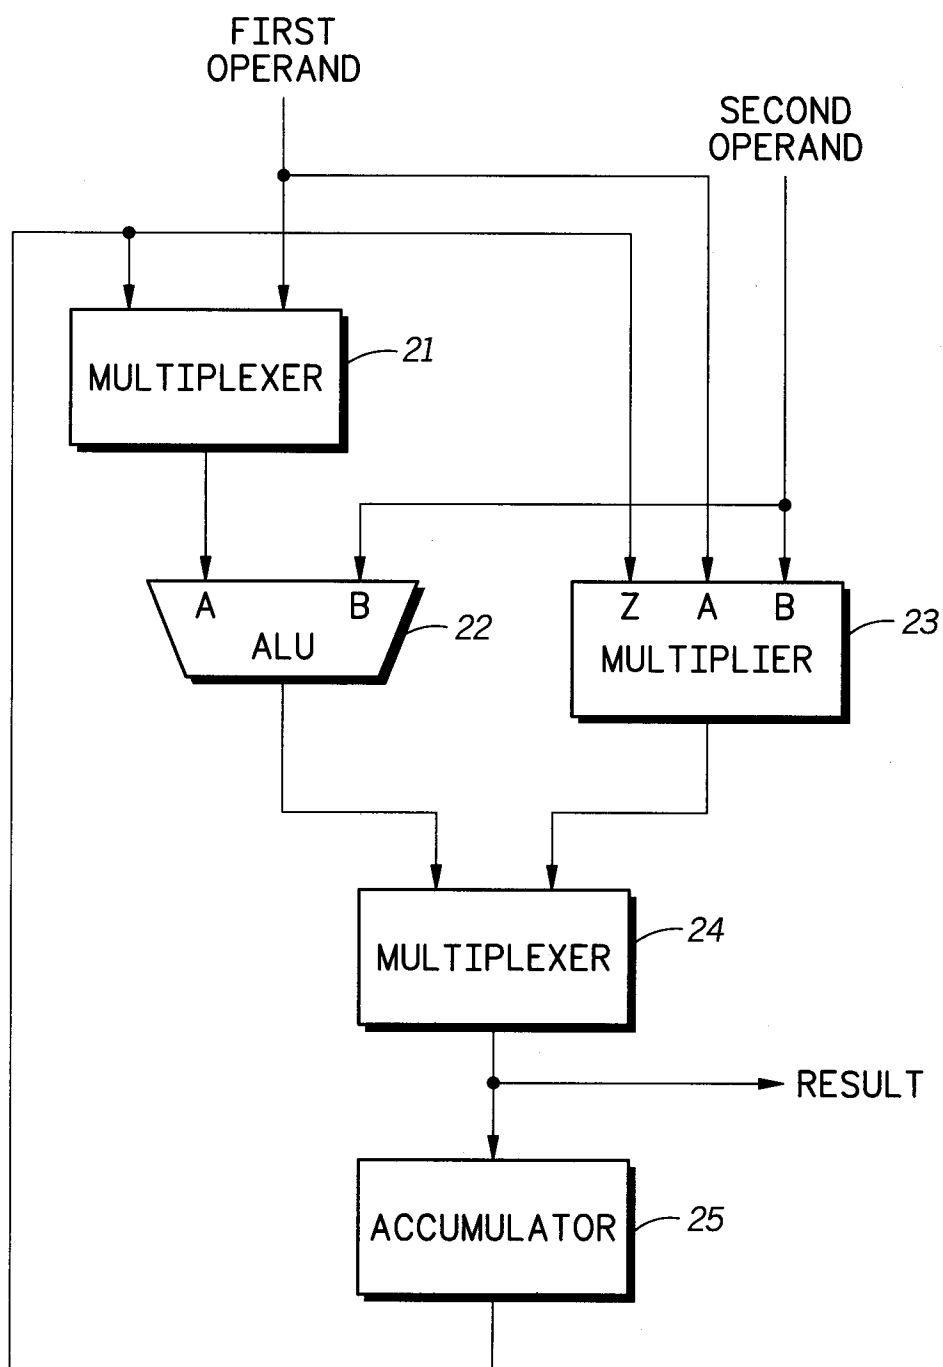 FIRST
OPERAND
SECOND
OPERAND
MULTIPLEXER
21
A
B
ALU
22
Z
A
B
MULTIPLIER
23
MULTIPLEXER
24
RESULT
ACCUMULATOR
25